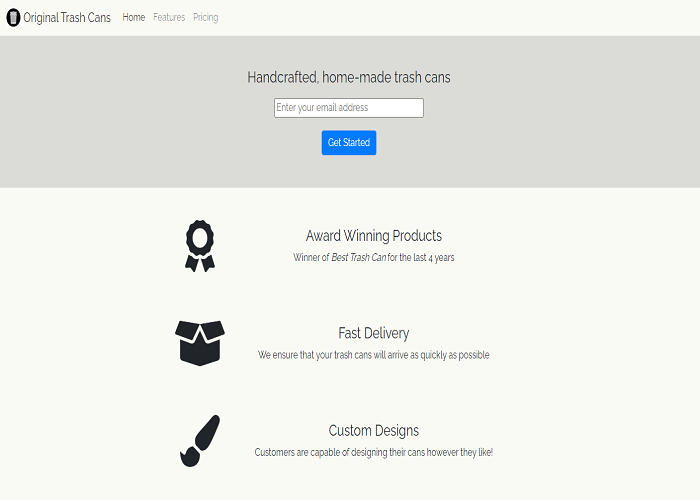 Original Trash Cans Home Features Pricing
Handcrafted, home-made trash cans
Enter your email address
Get Started
Award Winning Products
Winner of Best Trash Can for the last 4 years
Fast Delivery
We ensure that your trash cans will arrive as quickly as possible
Custom Designs
Customers are capable of designing their cans however they like!